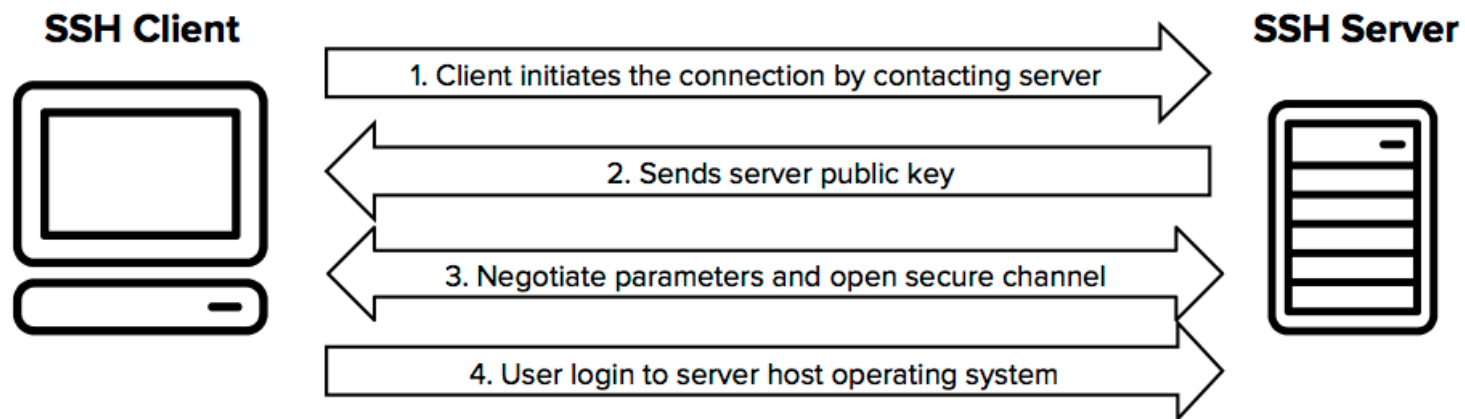 SSH Client
SSH Server
1. Client initiates the connection by contacting server
2. Sends server public key
3. Negotiate parameters and open secure channel
4. User login to server host operating system